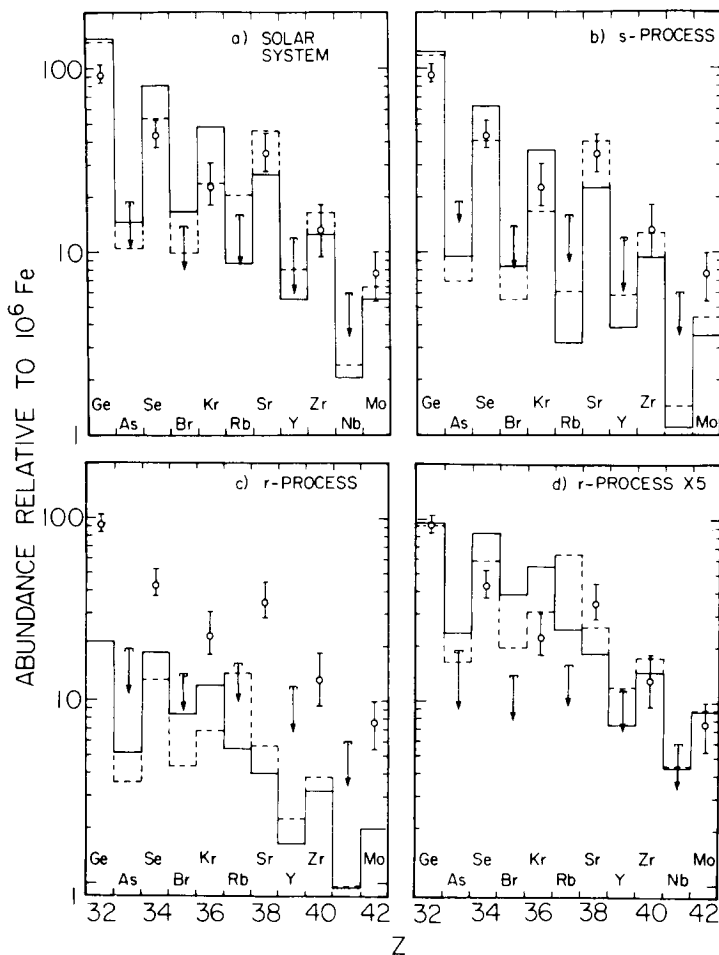 ABUNDANCE RELATIVE TO 10⁶ Fe
a) SOLAR
SYSTEM
100
10
1
Ge Se Kr Sr Zr Mo
As Br Rb Y Nb
b) s-PROCESS
Ge Se Kr Sr Zr
As Br Rb Y Nb Mo
c) r-PROCESS
100
10
1
Ge Se Kr Sr Zr Mo
As Br Rb Y Nb
32 34 36 38 40 42
d) r-PROCESS X5
Ge Se Kr Sr Zr Mo
As Br Rb Y Nb
32 34 36 38 40 42
Z